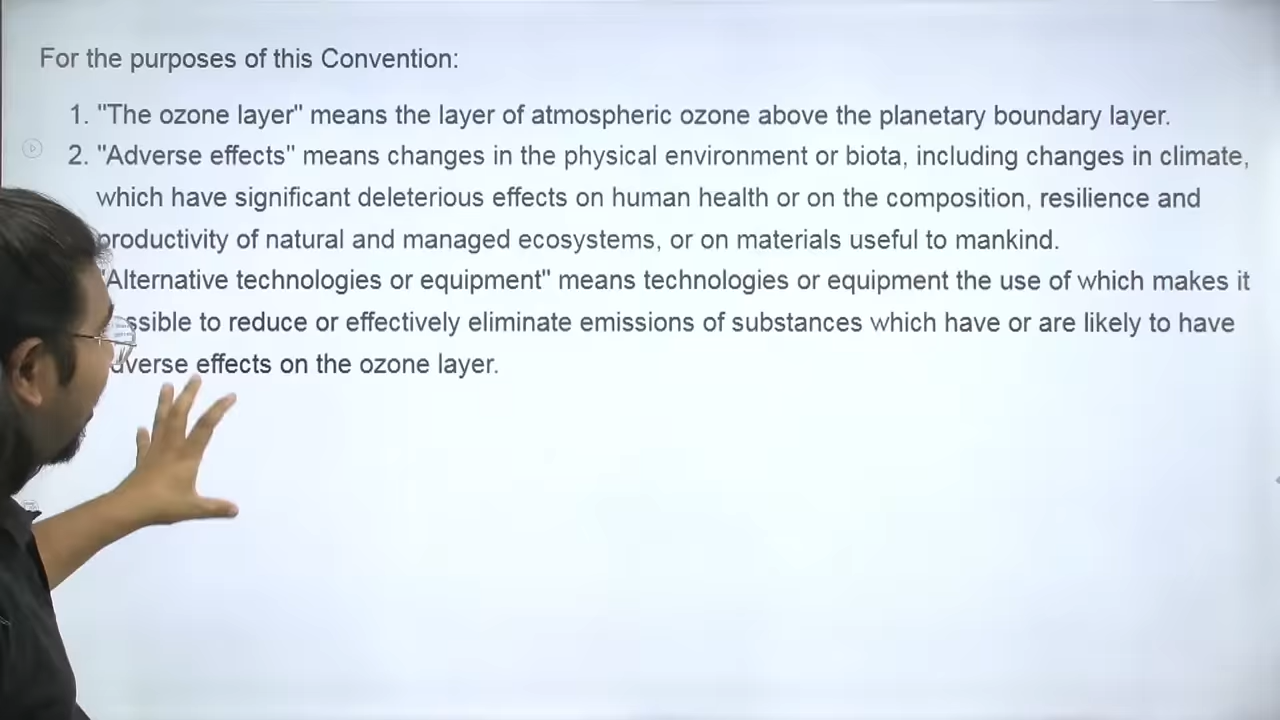 For the purposes of this Convention:
1. "The ozone layer" means the layer of atmospheric ozone above the planetary boundary layer.
2. "Adverse effects" means changes in the physical environment or biota, including changes in climate,
which have significant deleterious effects on human health or on the composition, resilience and
productivity of natural and managed ecosystems, or on materials useful to mankind.
"Alternative technologies or equipment" means technologies or equipment the use of which makes it
ssible to reduce or effectively eliminate emissions of substances which have or are likely to have
dverse effects on the ozone layer.